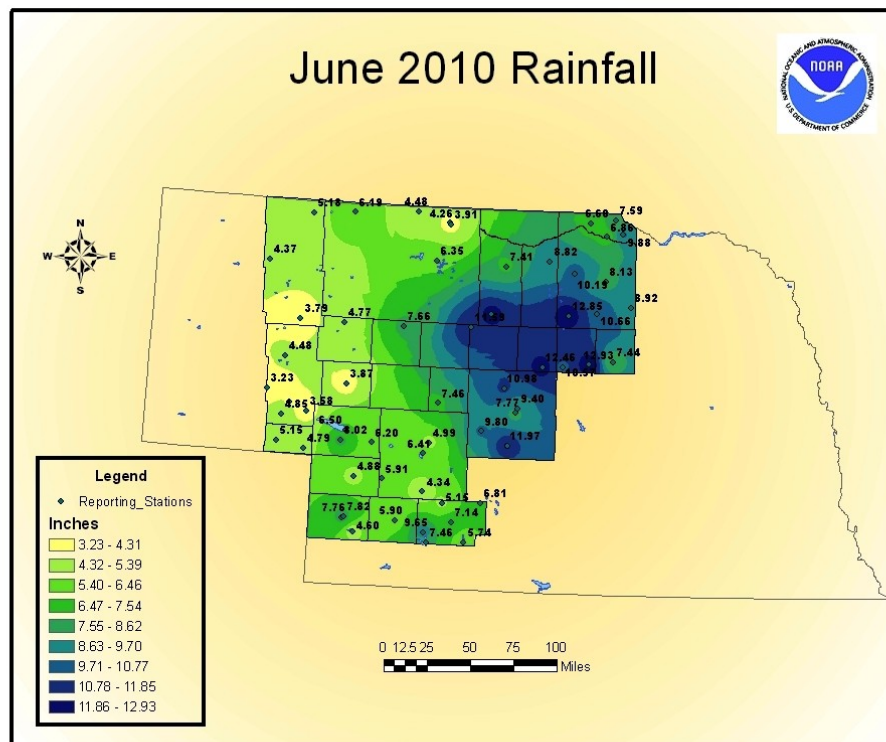 June 2010 Rainfall
NATIONAL OCEANIC AND ATMOSPHERIC ADMINISTRATION
NOAA
U.S. DEPARTMENT OF COMMERCE
N
W E
S
5.18
6.19
4.48
4.26
3.91
6.60
7.59
6.86
9.88
4.37
6.35
7.41
8.82
10.19
8.13
3.79
4.77
7.66
12.85
10.66
8.92
4.48
12.46
10.91
12.93
7.44
3.23
3.87
7.46
10.98
7.77
9.40
4.85
3.58
6.50
8.02
6.20
4.99
6.41
9.80
11.97
5.15
4.79
4.88
5.91
4.34
5.15
6.81
7.82
4.60
5.90
9.65
7.46
7.14
5.74
Legend
Reporting_Stations
Inches
3.23 - 4.31
4.32 - 5.39
5.40 - 6.46
6.47 - 7.54
7.55 - 8.62
8.63 - 9.70
9.71 - 10.77
10.78 - 11.85
11.86 - 12.93
0 12.5 25 50 75 100
Miles